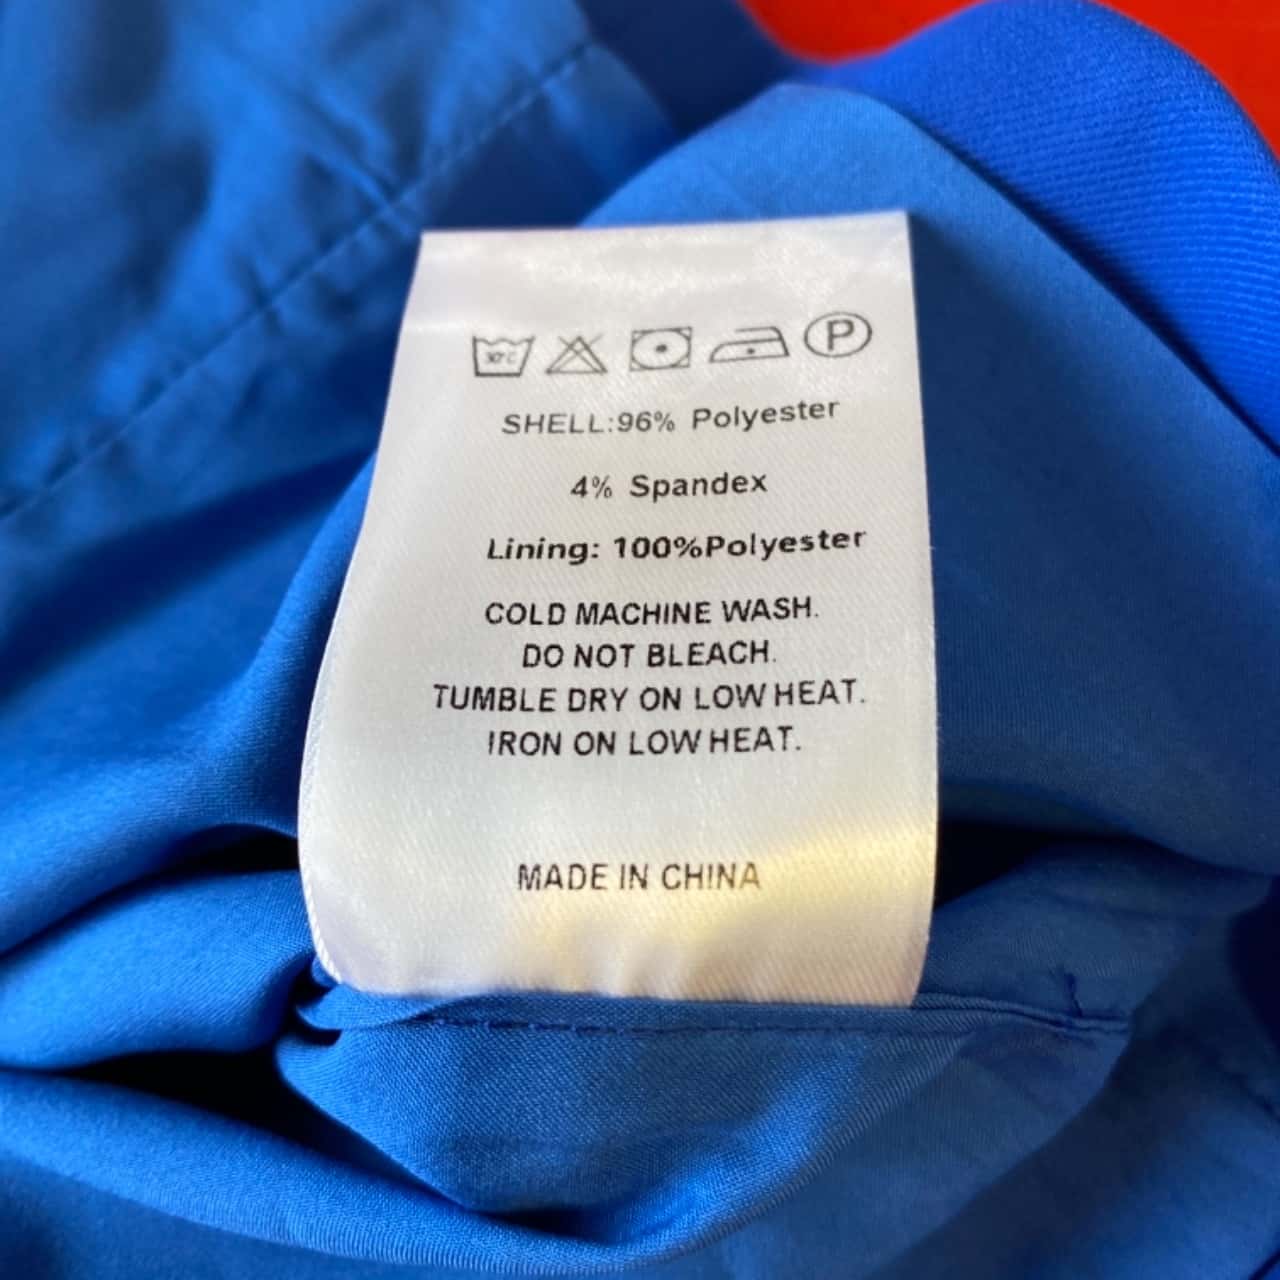 30°C P
SHELL:96% Polyester
4% Spandex
Lining: 100%Polyester
COLD MACHINE WASH.
DO NOT BLEACH.
TUMBLE DRY ON LOW HEAT.
IRON ON LOW HEAT.
MADE IN CHINA